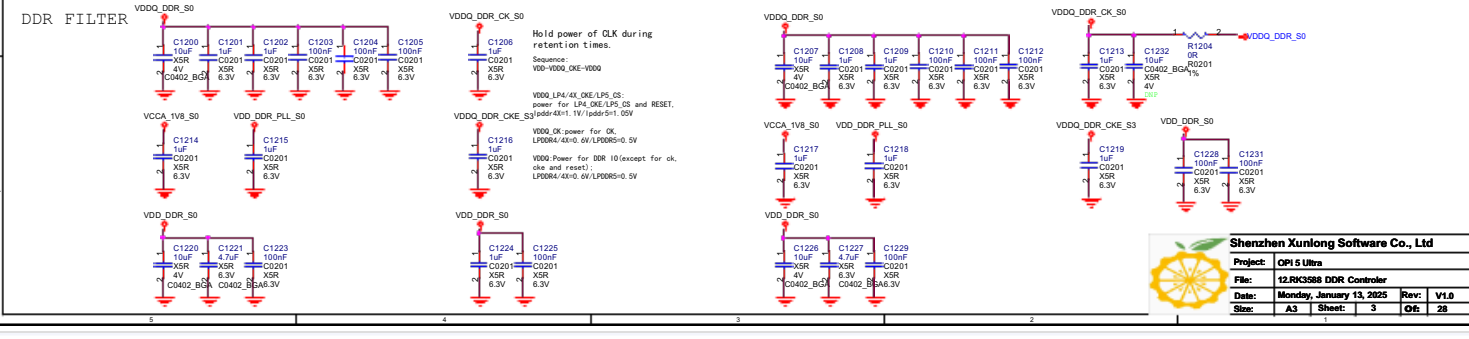 DDR FILTER
VDDQ_DDR_S0
C1200
10uF
X5R
4V
C0402_BGA
C1201
1uF
C0201
X5R
6.3V
C1202
1uF
C0201
X5R
6.3V
C1203
100nF
C0201
X5R
6.3V
C1204
100nF
C0201
X5R
6.3V
C1205
100nF
C0201
X5R
6.3V
VDDQ_DDR_CK_S0
C1206
1uF
C0201
X5R
6.3V
Hold power of CLK during
retention times.
Sequence:
VDD-VDDQ_CKE-VDDQ
VDDQ_LP4/4X_CKE/LP5_CS:
power for LP4_CKE/LP5_CS and RESET,
lpddr4X=1.1V/lpddr5=1.05V
VDDQ_CK:power for CK,
LPDDR4/4X=0.6V/LPDDR5=0.5V
VDDQ:Power for DDR IO(except for ck,
cke and reset);
LPDDR4/4X=0.6V/LPDDR5=0.5V
VDDQ_DDR_S0
C1207
10uF
X5R
4V
C0402_BGA
C1208
1uF
C0201
X5R
6.3V
C1209
1uF
C0201
X5R
6.3V
C1210
100nF
C0201
X5R
6.3V
C1211
100nF
C0201
X5R
6.3V
C1212
100nF
C0201
X5R
6.3V
VDDQ_DDR_CK_S0
C1213
1uF
C0201
X5R
6.3V
C1232
10uF
C0402_BGA
X5R
4V
1 2
R1204
0R
R0201
1%
VDDQ_DDR_S0
VCCA_1V8_S0
C1214
1uF
C0201
X5R
6.3V
VDD_DDR_PLL_S0
C1215
1uF
C0201
X5R
6.3V
VDDQ_DDR_CKE_S3
C1216
1uF
C0201
X5R
6.3V
VCCA_1V8_S0
C1217
1uF
C0201
X5R
6.3V
VDD_DDR_PLL_S0
C1218
1uF
C0201
X5R
6.3V
VDDQ_DDR_CKE_S3
C1219
1uF
C0201
X5R
6.3V
VDD_DDR_S0
C1228
100nF
C0201
X5R
6.3V
C1231
100nF
C0201
X5R
6.3V
VDD_DDR_S0
C1220
10uF
X5R
4V
C0402_BGA
C1221
4.7uF
X5R
6.3V
C0402_BGA
C1223
100nF
C0201
X5R
6.3V
VDD_DDR_S0
C1224
1uF
C0201
X5R
6.3V
C1225
100nF
C0201
X5R
6.3V
VDD_DDR_S0
C1226
10uF
X5R
4V
C0402_BGA
C1227
4.7uF
X5R
6.3V
C0402_BGA
C1229
100nF
C0201
X5R
6.3V
Shenzhen Xunlong Software Co., Ltd
Project: OPI 5 Ultra
File: 12.RK3588 DDR Controler
Date: Monday, January 13, 2025 Rev: V1.0
Size: A3 Sheet: 3 Of: 28
5 4 3 2 1